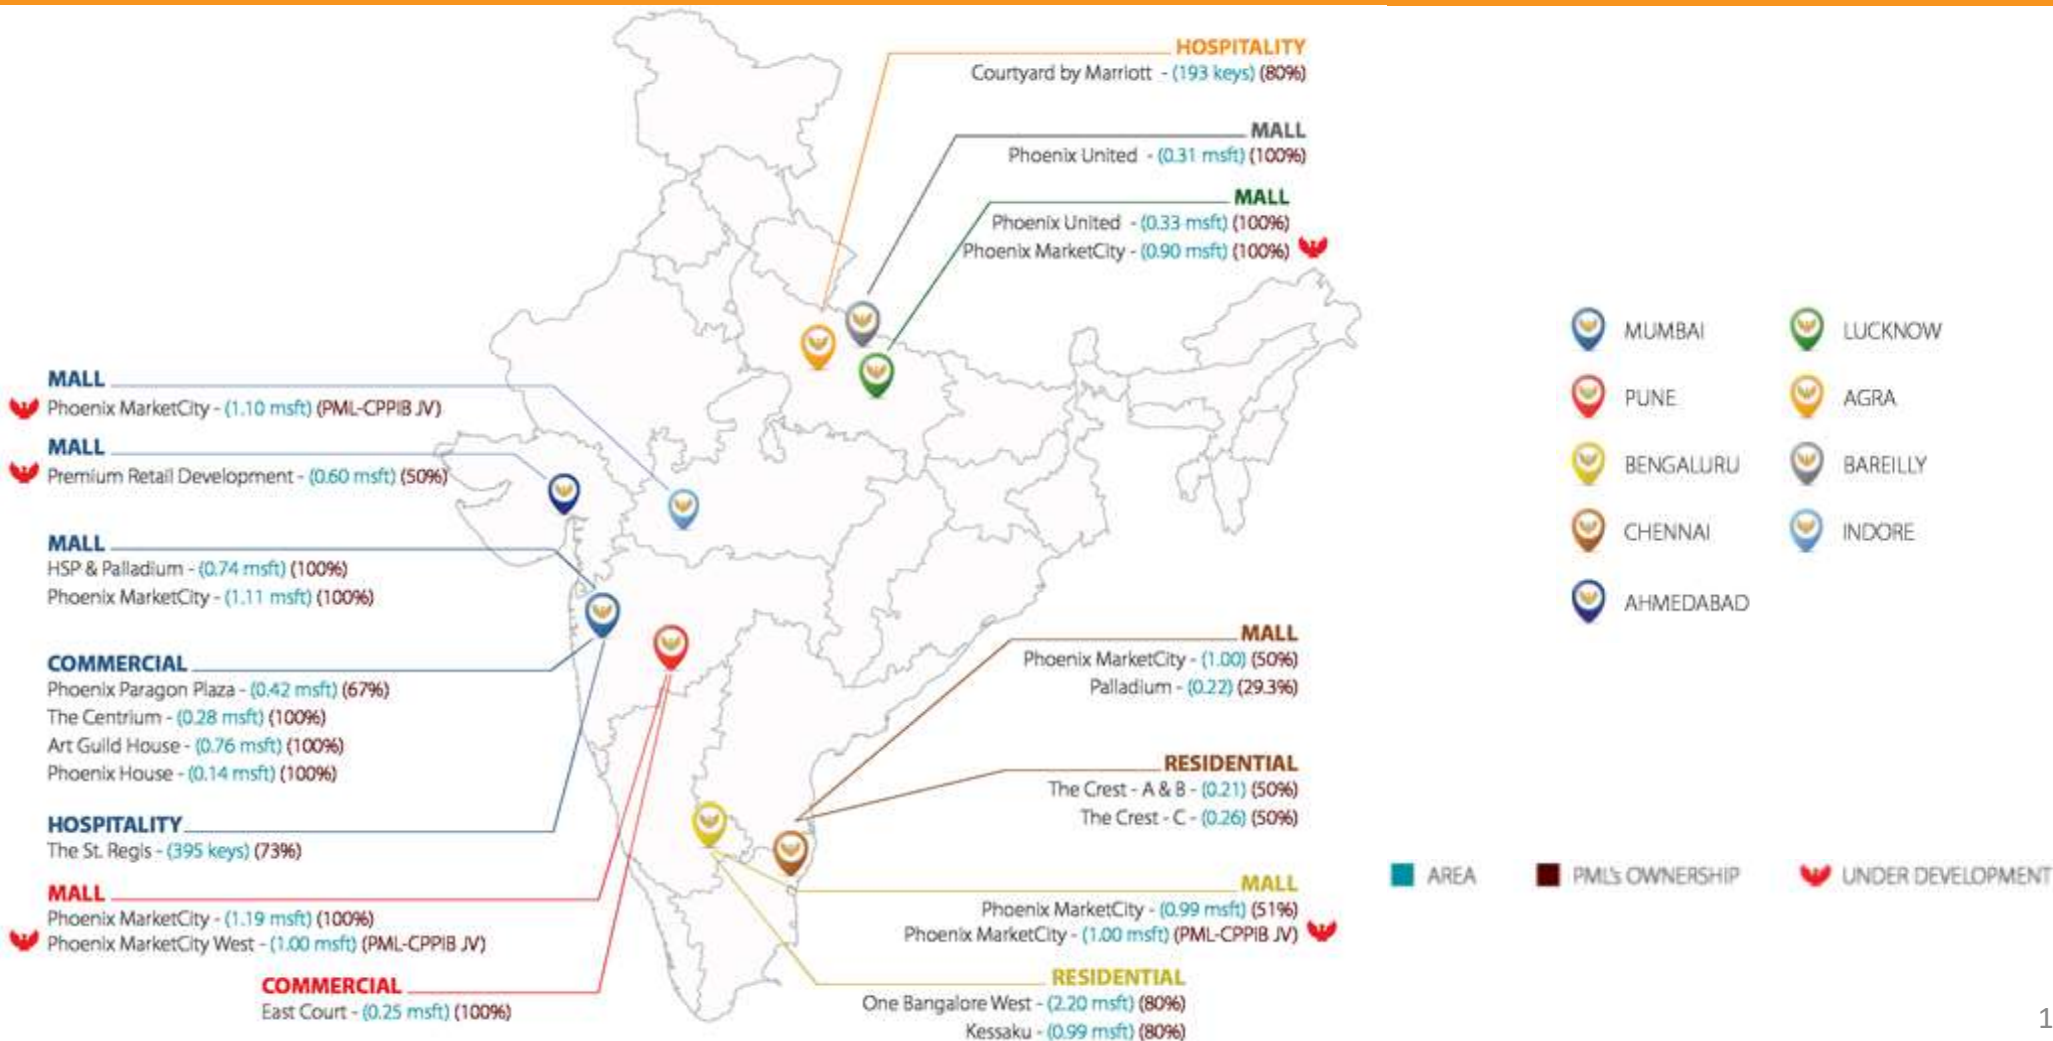 HOSPITALITY
Courtyard by Marriott - (193 keys) (80%)
MALL
Phoenix United - (0.31 msft) (100%)
MALL
Phoenix United - (0.33 msft) (100%)
Phoenix MarketCity - (0.90 msft) (100%)
MALL
Phoenix MarketCity - (1.10 msft) (PML-CPPIB JV)
MALL
Premium Retail Development - (0.60 msft) (50%)
MALL
HSP & Palladium - (0.74 msft) (100%)
Phoenix MarketCity - (1.11 msft) (100%)
COMMERCIAL
Phoenix Paragon Plaza - (0.42 msft) (67%)
The Centrium - (0.28 msft) (100%)
Art Guild House - (0.76 msft) (100%)
Phoenix House - (0.14 msft) (100%)
HOSPITALITY
The St. Regis - (395 keys) (73%)
MALL
Phoenix MarketCity - (1.19 msft) (100%)
Phoenix MarketCity West - (1.00 msft) (PML-CPPIB JV)
COMMERCIAL
East Court - (0.25 msft) (100%)
MALL
Phoenix MarketCity - (1.00) (50%)
Palladium - (0.22) (29.3%)
RESIDENTIAL
The Crest - A & B - (0.21) (50%)
The Crest - C - (0.26) (50%)
MALL
Phoenix MarketCity - (0.99 msft) (51%)
Phoenix MarketCity - (1.00 msft) (PML-CPPIB JV)
RESIDENTIAL
One Bangalore West - (2.20 msft) (80%)
Kessaku - (0.99 msft) (80%)
MUMBAI
LUCKNOW
PUNE
AGRA
BENGALURU
BAREILLY
CHENNAI
INDORE
AHMEDABAD
AREA
PML's OWNERSHIP
UNDER DEVELOPMENT
1